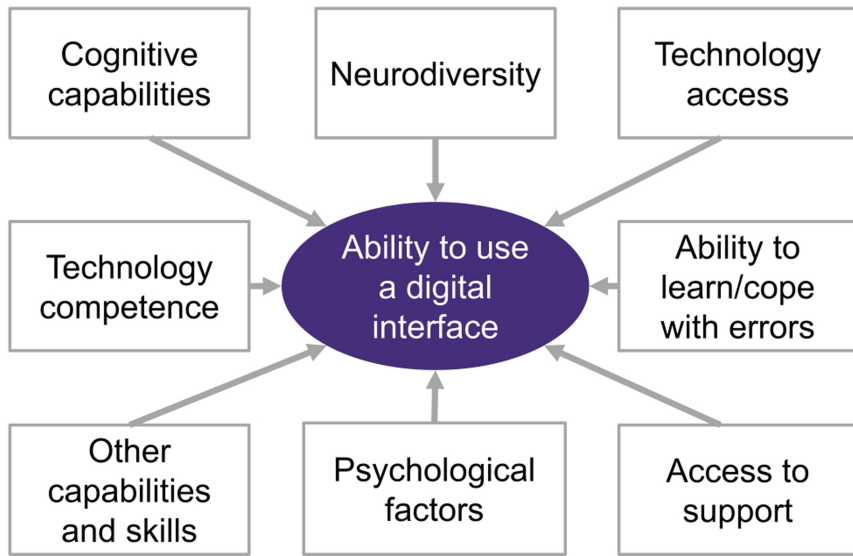 Cognitive
capabilities
Neurodiversity
Technology
access
Technology
competence
Ability to use
a digital
interface
Ability to
learn/cope
with errors
Other
capabilities
and skills
Psychological
factors
Access to
support